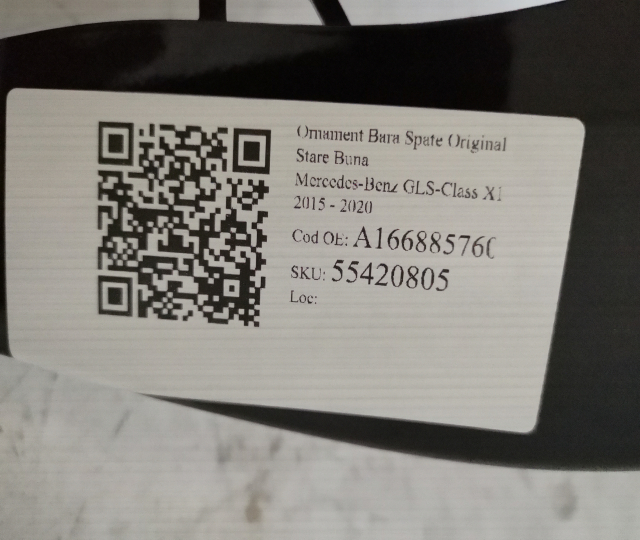 Ornament Bara Spate Original
Stare Buna
Mercedes-Benz GLS-Class X1
2015 - 2020
Cod OE: A166885760
SKU: 55420805
Loc: